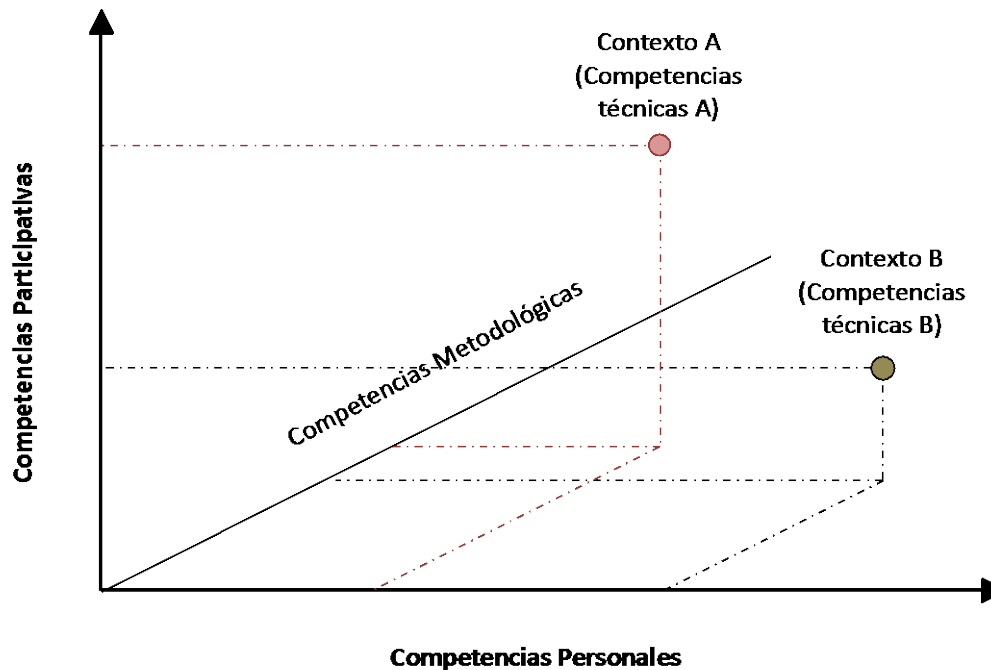 Contexto A
(Competencias
técnicas A)
Competencias Participativas
Contexto B
(Competencias
técnicas B)
Competencias Metodológicas
Competencias Personales